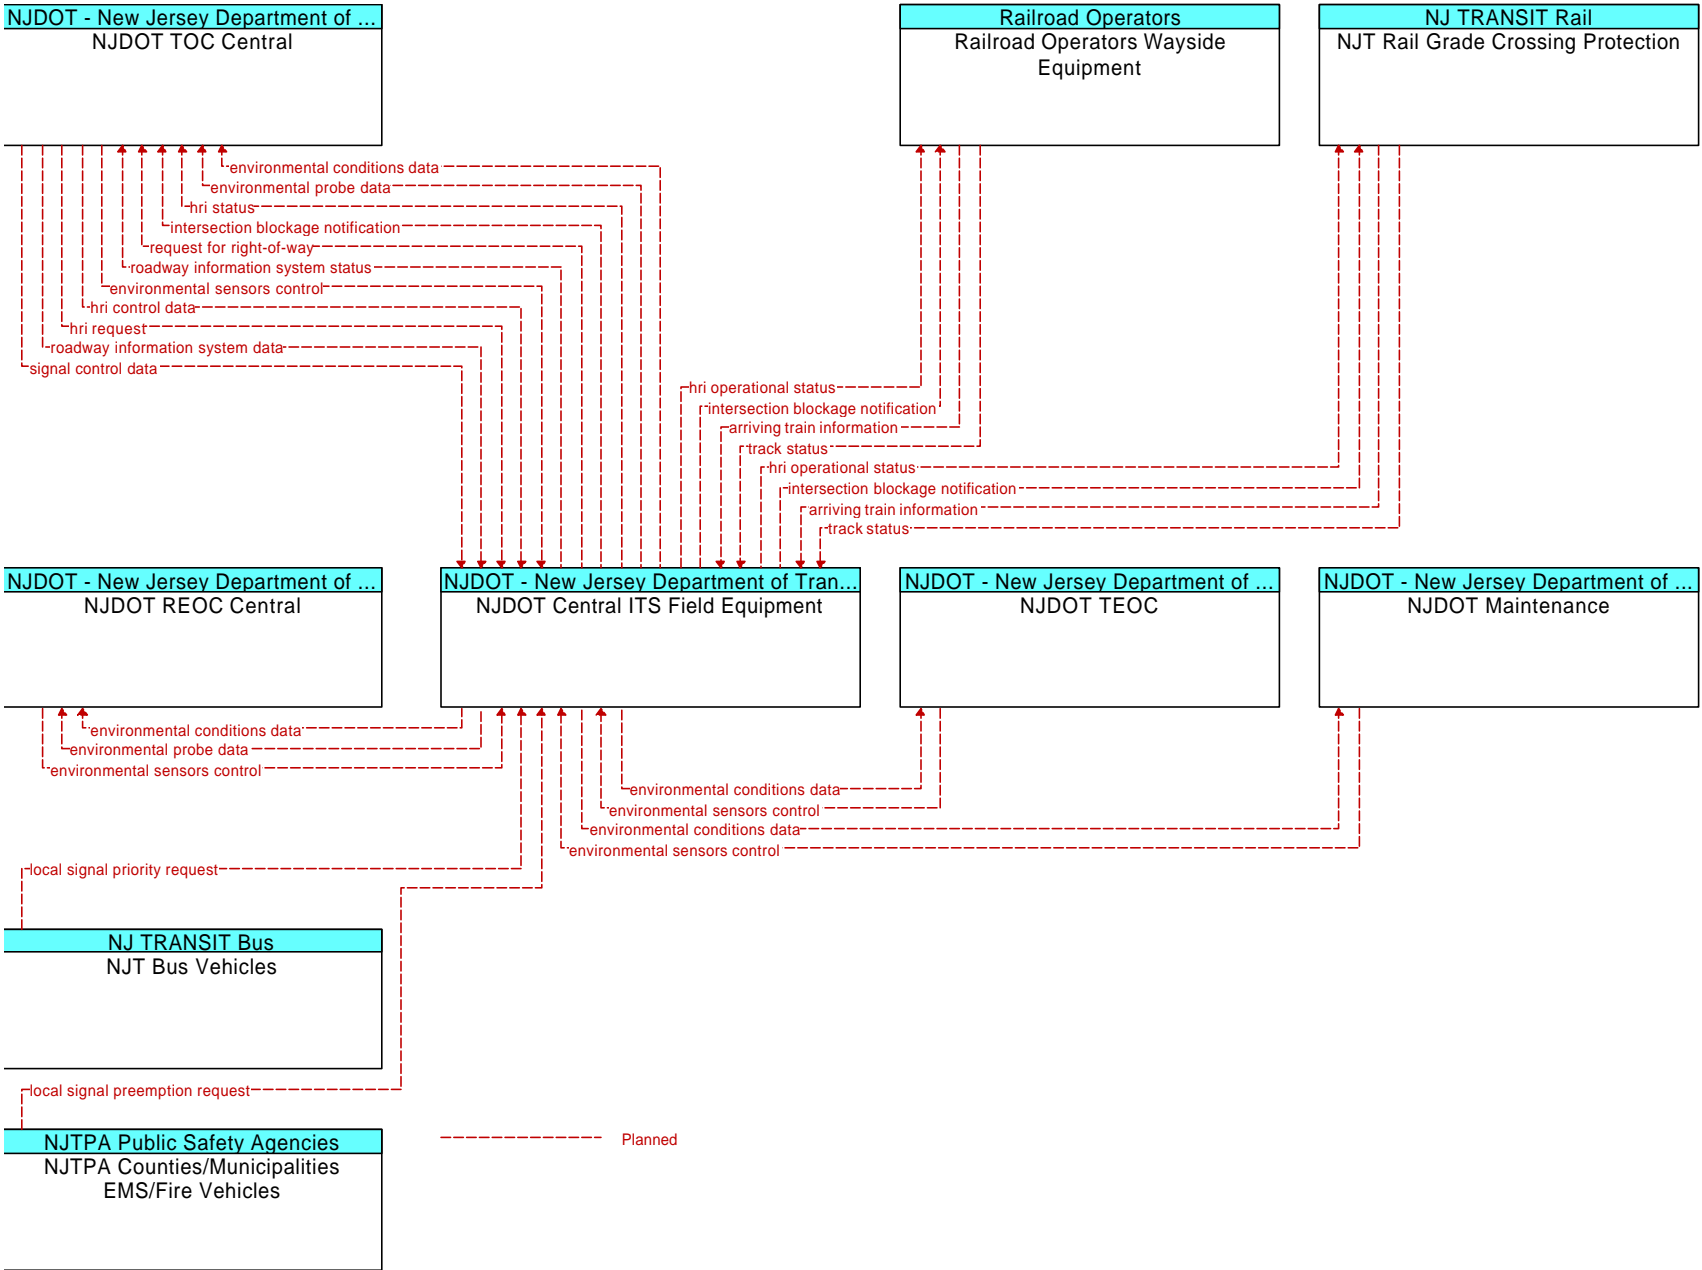 NJDOT - New Jersey Department of ...
NJDOT TOC Central
Railroad Operators
Railroad Operators Wayside
Equipment
NJ TRANSIT Rail
NJT Rail Grade Crossing Protection
environmental conditions data
environmental probe data
hri status
intersection blockage notification
request for right-of-way
roadway information system status
environmental sensors control
hri control data
hri request
roadway information system data
signal control data
hri operational status
intersection blockage notification
arriving train information
track status
hri operational status
intersection blockage notification
arriving train information
track status
NJDOT - New Jersey Department of ...
NJDOT REOC Central
NJDOT - New Jersey Department of Tran...
NJDOT Central ITS Field Equipment
NJDOT - New Jersey Department of ...
NJDOT TEOC
NJDOT - New Jersey Department of ...
NJDOT Maintenance
environmental conditions data
environmental probe data
environmental sensors control
environmental conditions data
environmental sensors control
environmental conditions data
environmental sensors control
local signal priority request
NJ TRANSIT Bus
NJT Bus Vehicles
local signal preemption request
NJTPA Public Safety Agencies
NJTPA Counties/Municipalities
EMS/Fire Vehicles
Planned